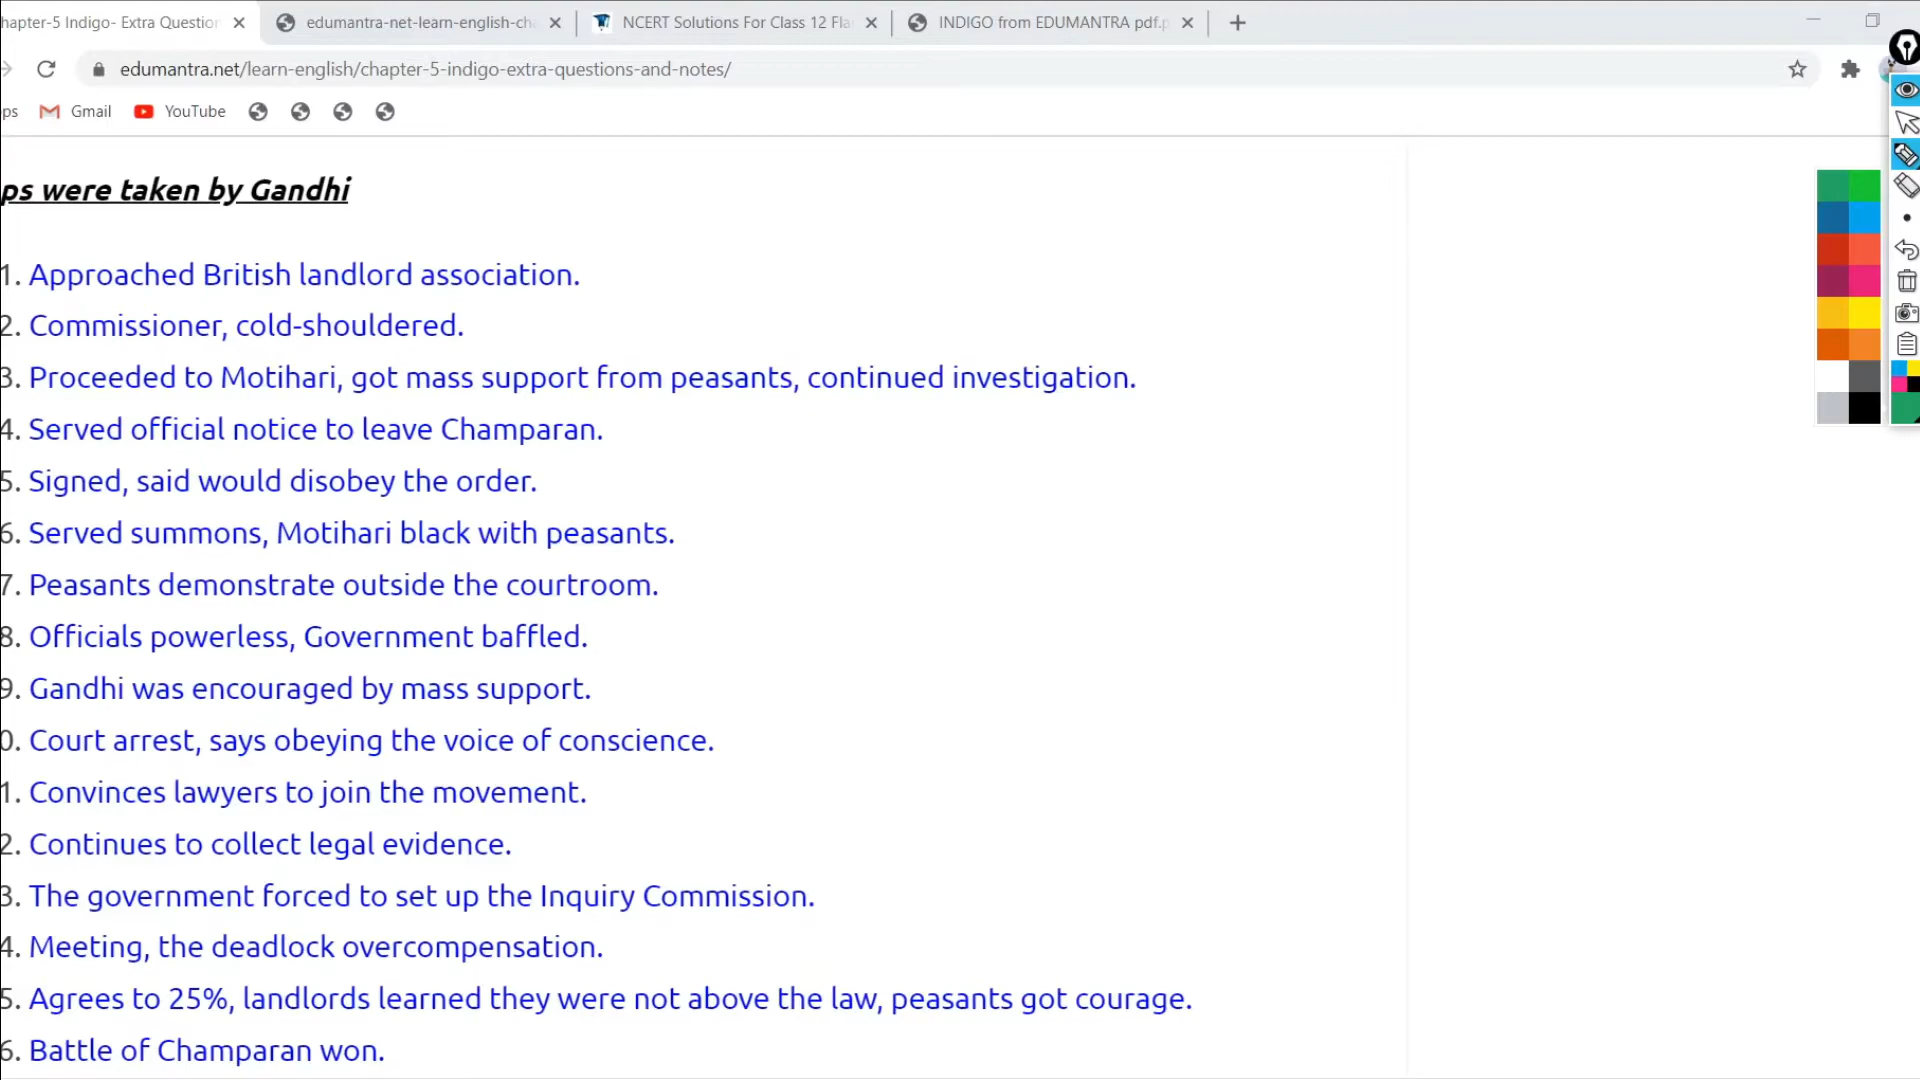 hapter-5 Indigo- Extra Question
edumantra-net-learn-english-cha
NCERT Solutions For Class 12 Fla
INDIGO from EDUMANTRA pdf.p
edumantra.net/learn-english/chapter-5-indigo-extra-questions-and-notes/
ps
Gmail
YouTube
ps were taken by Gandhi
1. Approached British landlord association.
2. Commissioner, cold-shouldered.
3. Proceeded to Motihari, got mass support from peasants, continued investigation.
4. Served official notice to leave Champaran.
5. Signed, said would disobey the order.
6. Served summons, Motihari black with peasants.
7. Peasants demonstrate outside the courtroom.
8. Officials powerless, Government baffled.
9. Gandhi was encouraged by mass support.
0. Court arrest, says obeying the voice of conscience.
1. Convinces lawyers to join the movement.
2. Continues to collect legal evidence.
3. The government forced to set up the Inquiry Commission.
4. Meeting, the deadlock overcompensation.
5. Agrees to 25%, landlords learned they were not above the law, peasants got courage.
6. Battle of Champaran won.